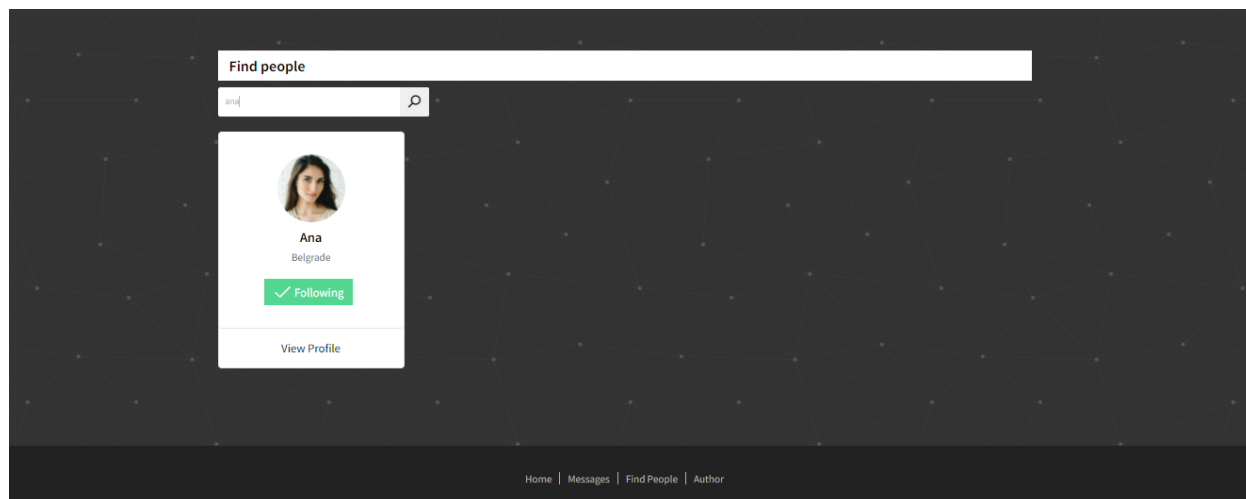 Find people
ana
Ana
Belgrade
Following
View Profile
Home | Messages | Find People | Author